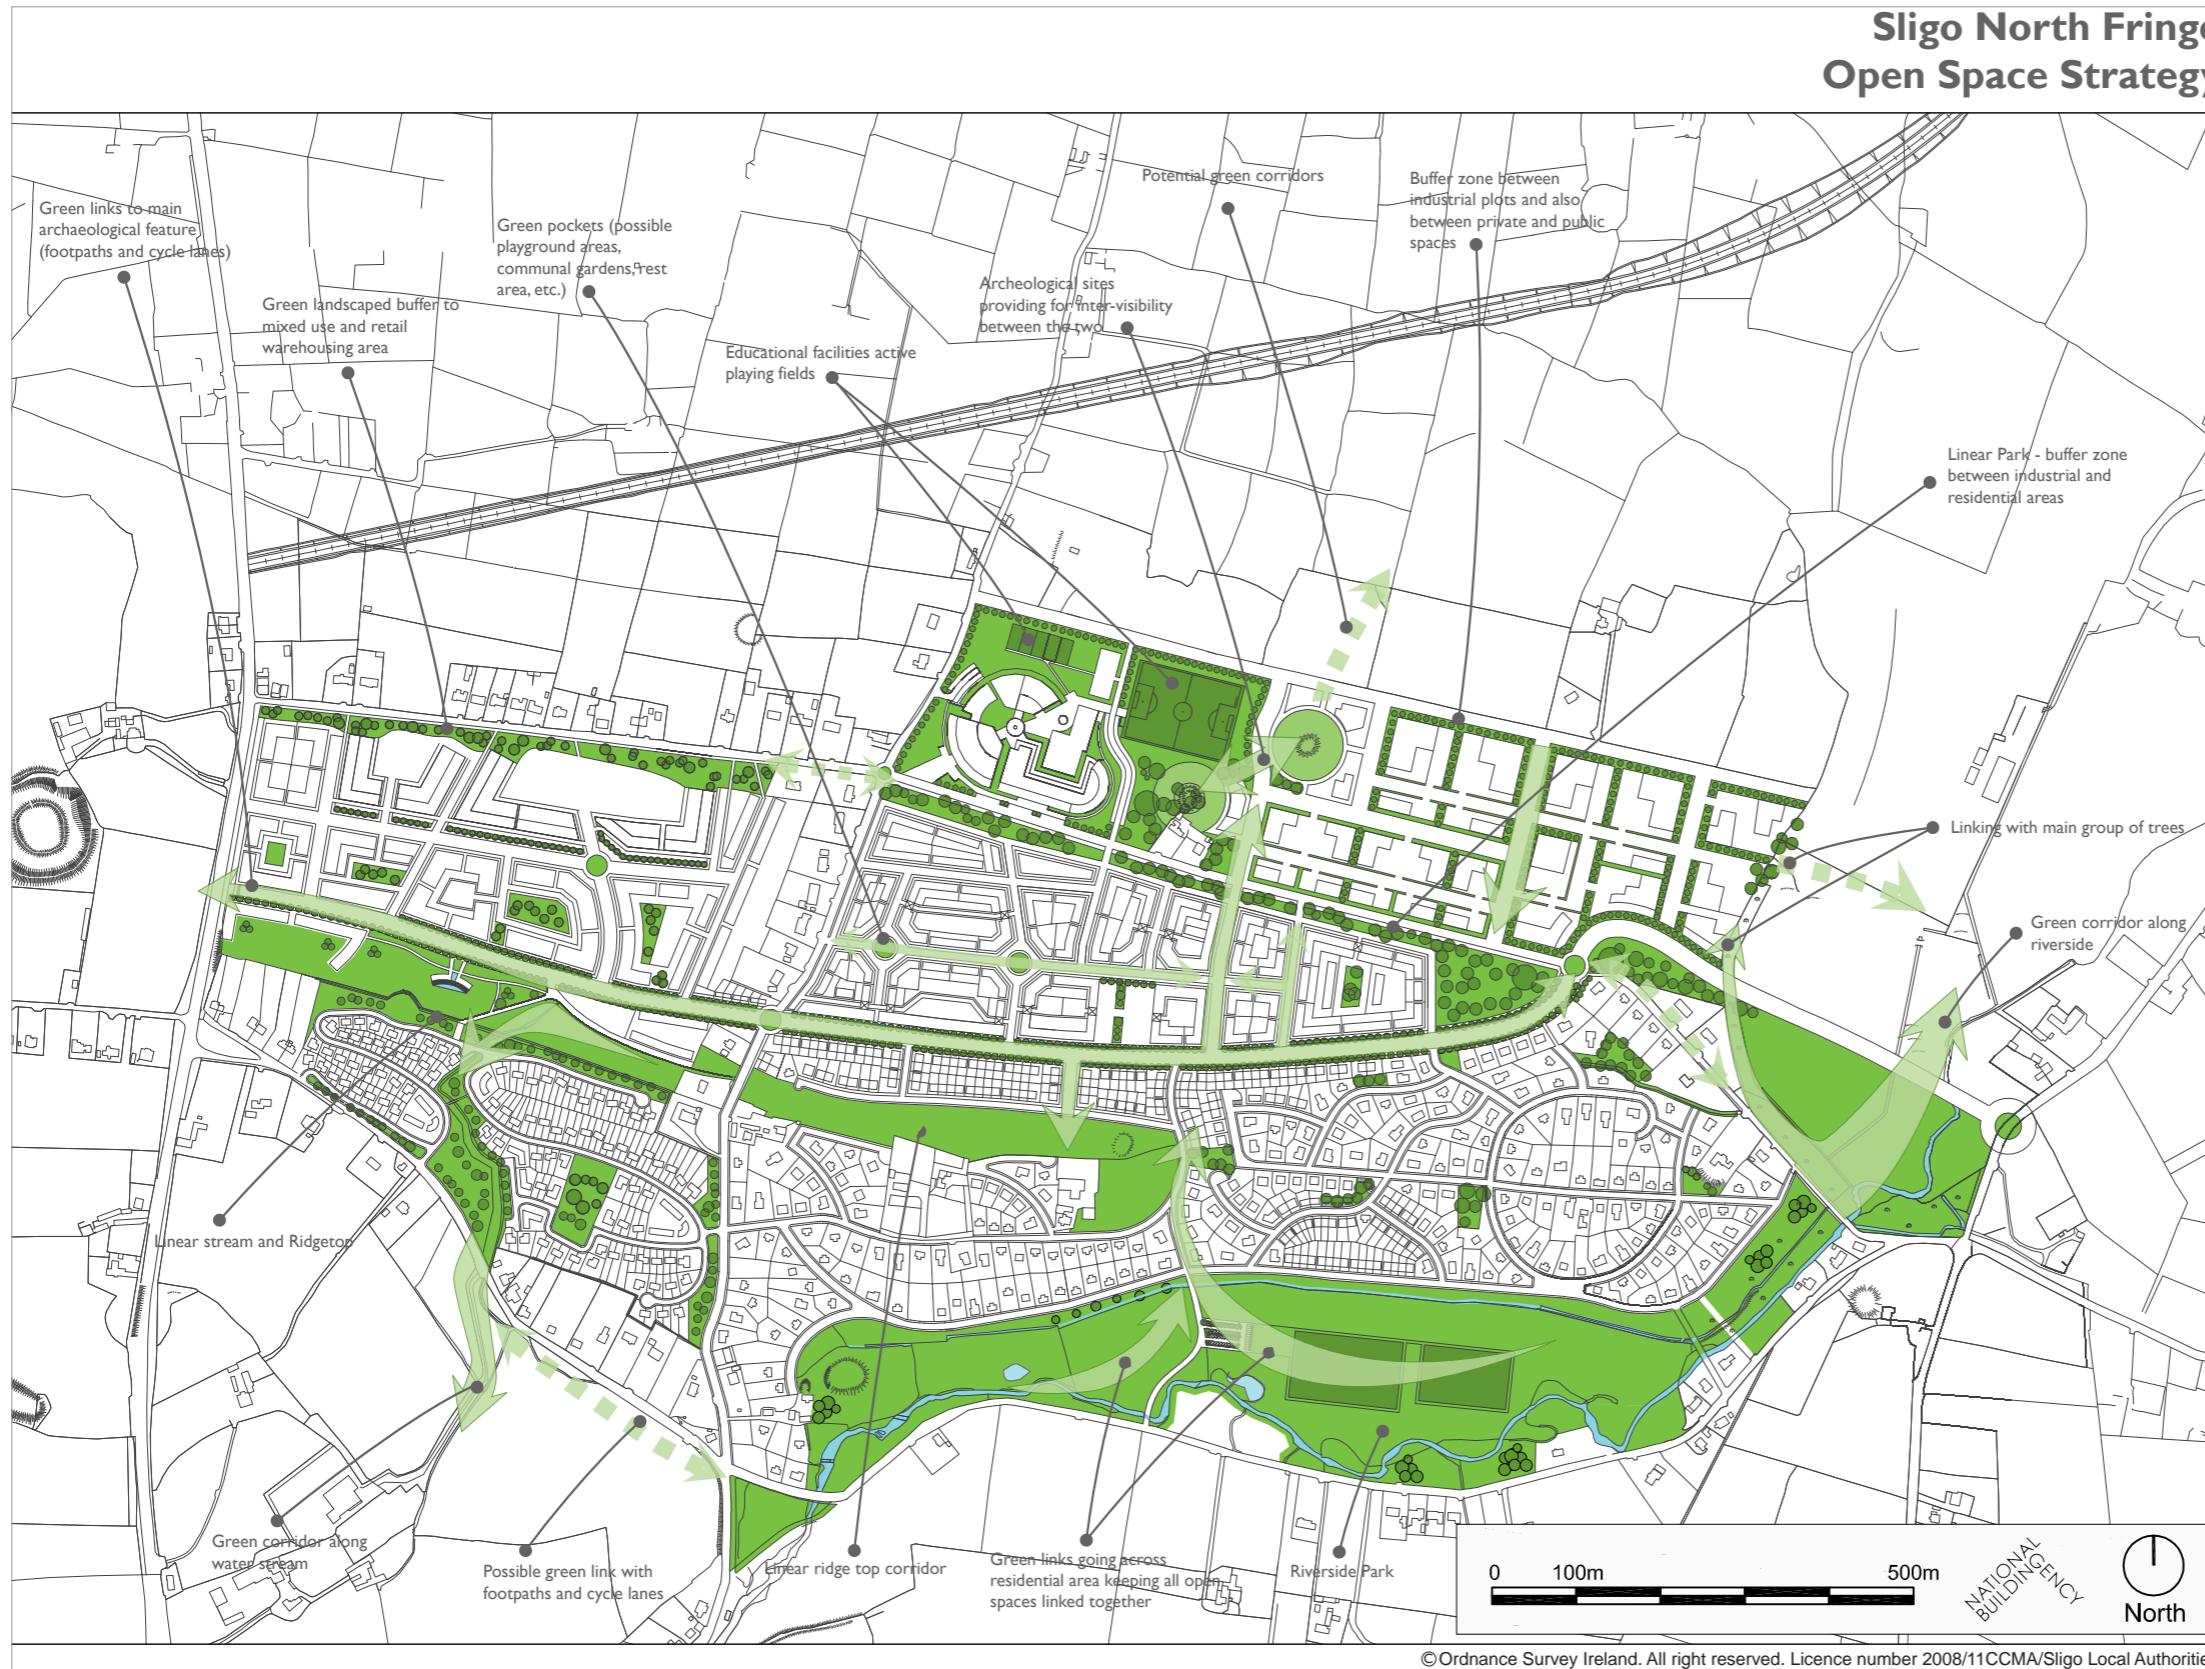 Sligo North Fringe
Open Space Strategy
Potential green corridors
Buffer zone between
industrial plots and also
between private and public
spaces
Green links to main
archaeological feature
(footpaths and cycle lanes)
Green pockets (possible
playground areas,
communal gardens, rest
area, etc.)
Archeological sites
providing for inter-visibility
between the two
Green landscaped buffer to
mixed use and retail
warehousing area
Educational facilities active
playing fields
Linear Park - buffer zone
between industrial and
residential areas
Linking with main group of trees
Green corridor along
riverside
Linear stream and Ridgetop
Green corridor along
water stream
Possible green link with
footpaths and cycle lanes
Linear ridge top corridor
Green links going across
residential area keeping all open
spaces linked together
Riverside Park
0 100m 500m
NATIONAL
BUILDING AGENCY
North
© Ordnance Survey Ireland. All right reserved. Licence number 2008/11CCMA/Sligo Local Authoritie